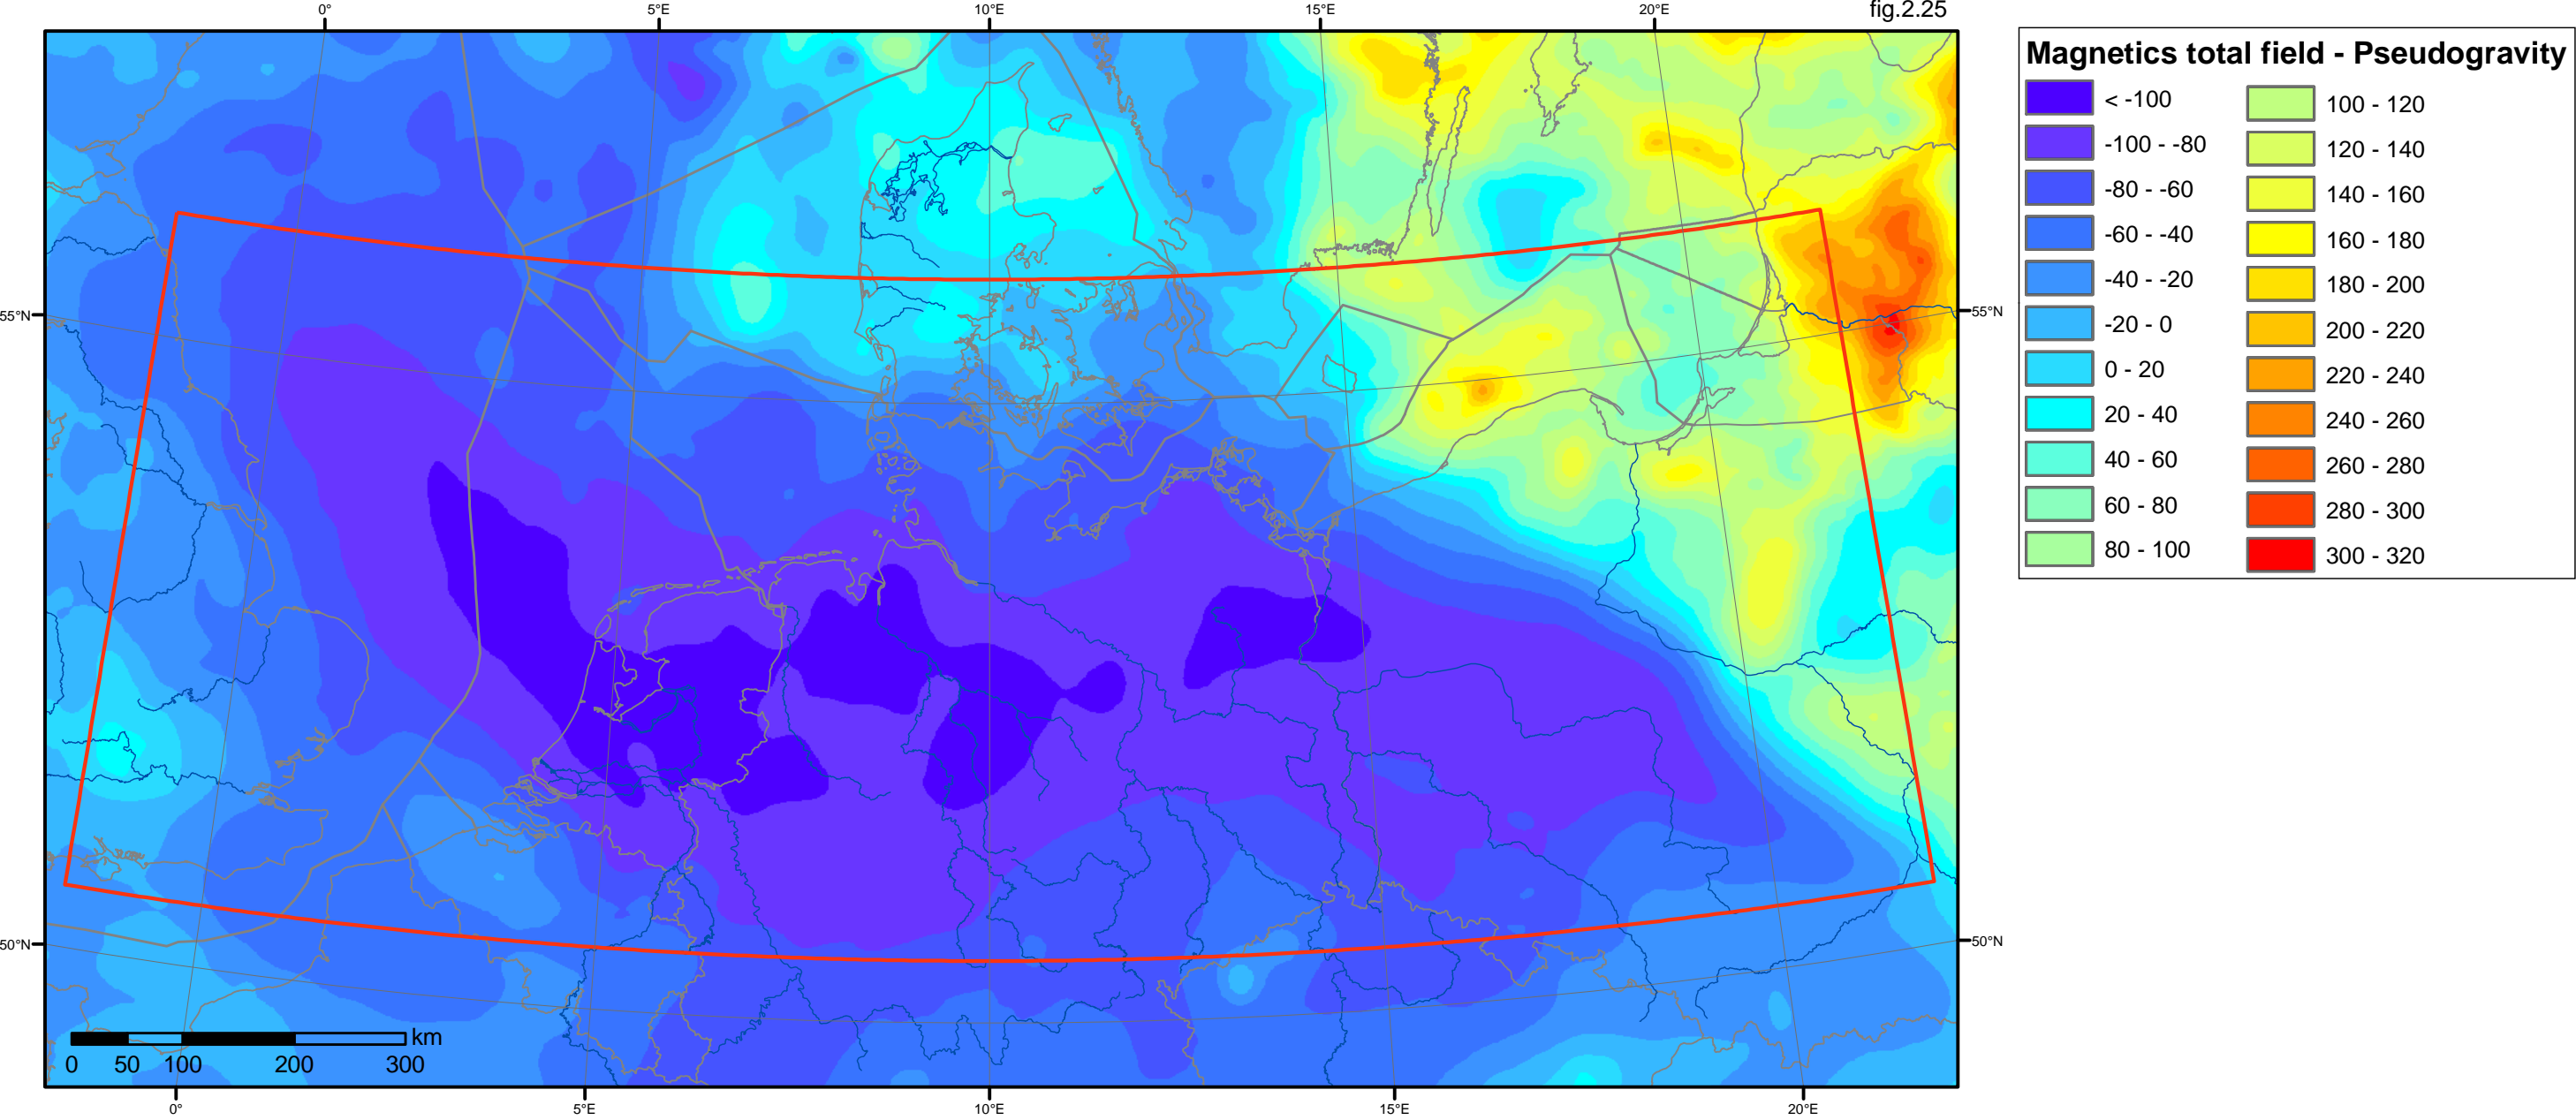 0° 5°E 10°E 15°E 20°E fig.2.25
Magnetics total field - Pseudogravity
< -100
-100 - -80
-80 - -60
-60 - -40
-40 - -20
-20 - 0
0 - 20
20 - 40
40 - 60
60 - 80
80 - 100
100 - 120
120 - 140
140 - 160
160 - 180
180 - 200
200 - 220
220 - 240
240 - 260
260 - 280
280 - 300
300 - 320
55°N 55°N
50°N 50°N
km
0 50 100 200 300
0° 5°E 10°E 15°E 20°E